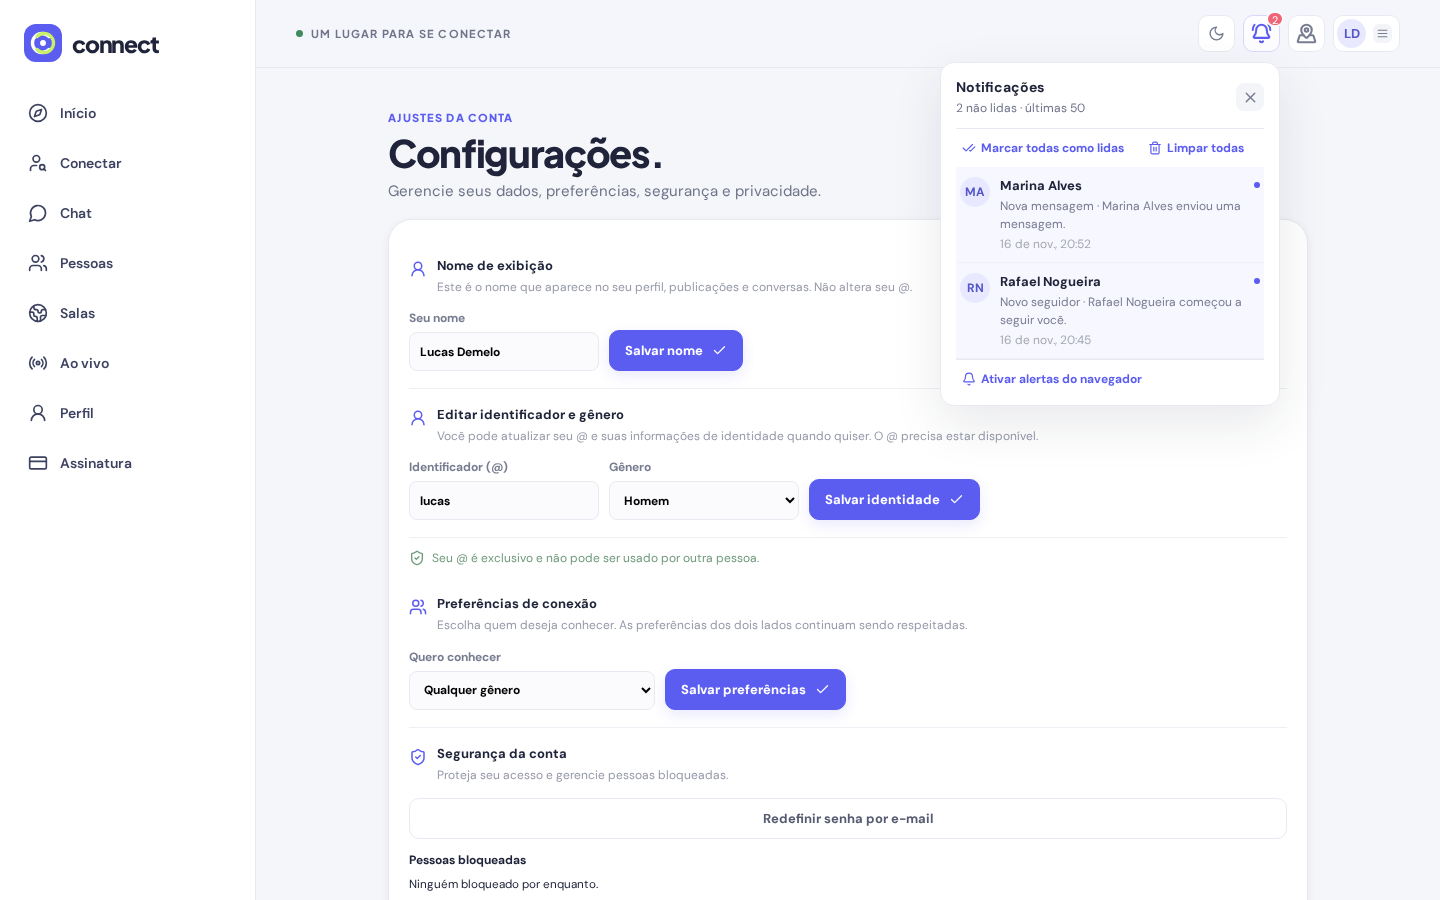 connect
Início
Conectar
Chat
Pessoas
Salas
Ao vivo
Perfil
Assinatura
UM LUGAR PARA SE CONECTAR
2
LD
AJUSTES DA CONTA
Configurações.
Gerencie seus dados, preferências, segurança e privacidade.
Notificações
2 não lidas · últimas 50
Marcar todas como lidas
Limpar todas
MA
Marina Alves
Nova mensagem · Marina Alves enviou uma
mensagem.
16 de nov., 20:52
RN
Rafael Nogueira
Novo seguidor · Rafael Nogueira começou a
seguir você.
16 de nov., 20:45
Ativar alertas do navegador
Nome de exibição
Este é o nome que aparece no seu perfil, publicações e conversas. Não altera seu @.
Seu nome
Lucas Demelo
Salvar nome
Editar identificador e gênero
Você pode atualizar seu @ e suas informações de identidade quando quiser. O @ precisa estar disponível.
Identificador (@)
Gênero
lucas
Homem
Salvar identidade
Seu @ é exclusivo e não pode ser usado por outra pessoa.
Preferências de conexão
Escolha quem deseja conhecer. As preferências dos dois lados continuam sendo respeitadas.
Quero conhecer
Qualquer gênero
Salvar preferências
Segurança da conta
Proteja seu acesso e gerencie pessoas bloqueadas.
Redefinir senha por e-mail
Pessoas bloqueadas
Ninguém bloqueado por enquanto.